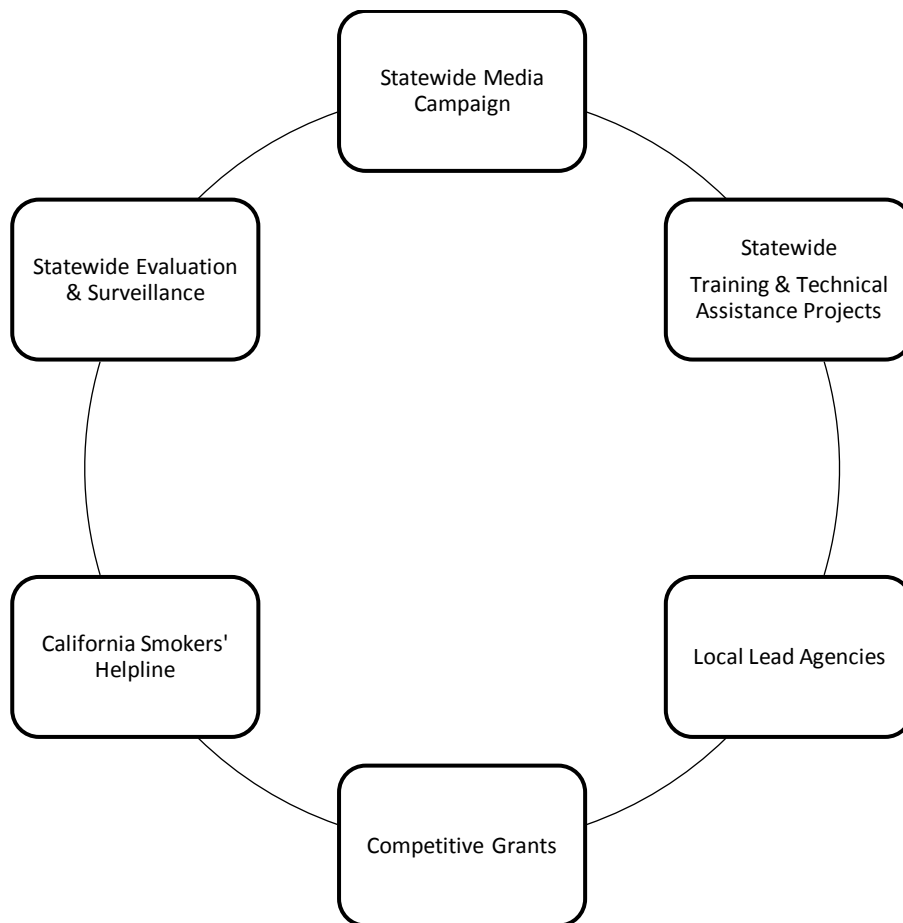 Statewide Media
Campaign
Statewide
Training & Technical
Assistance Projects
Local Lead Agencies
Competitive Grants
California Smokers'
Helpline
Statewide Evaluation
& Surveillance